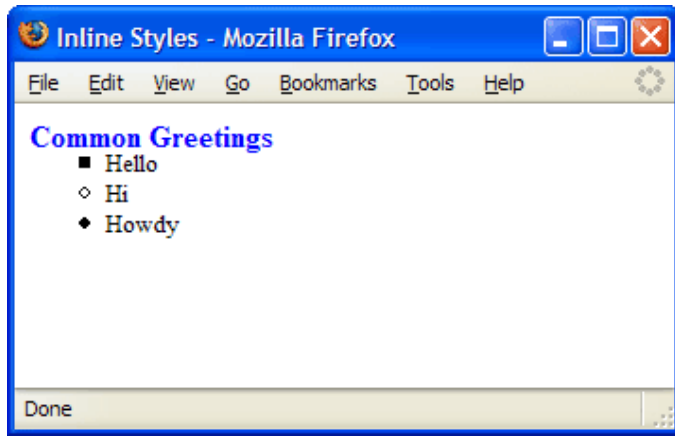 Inline Styles - Mozilla Firefox
File Edit View Go Bookmarks Tools Help
Common Greetings
Hello
Hi
Howdy
Done